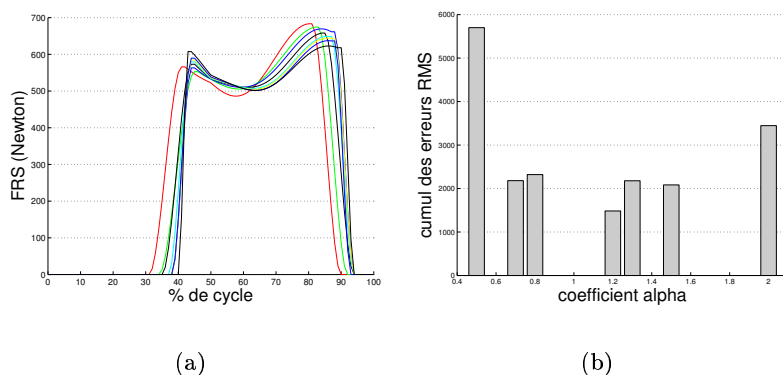 700
600
500
400
300
200
100
0
FRS (Newton)
0 10 20 30 40 50 60 70 80 90 100
% de cycle
(a)
6000
5000
4000
3000
2000
1000
0
cumul des erreurs RMS
0.4 0.6 0.8 1 1.2 1.4 1.6 1.8 2
coefficient alpha
(b)